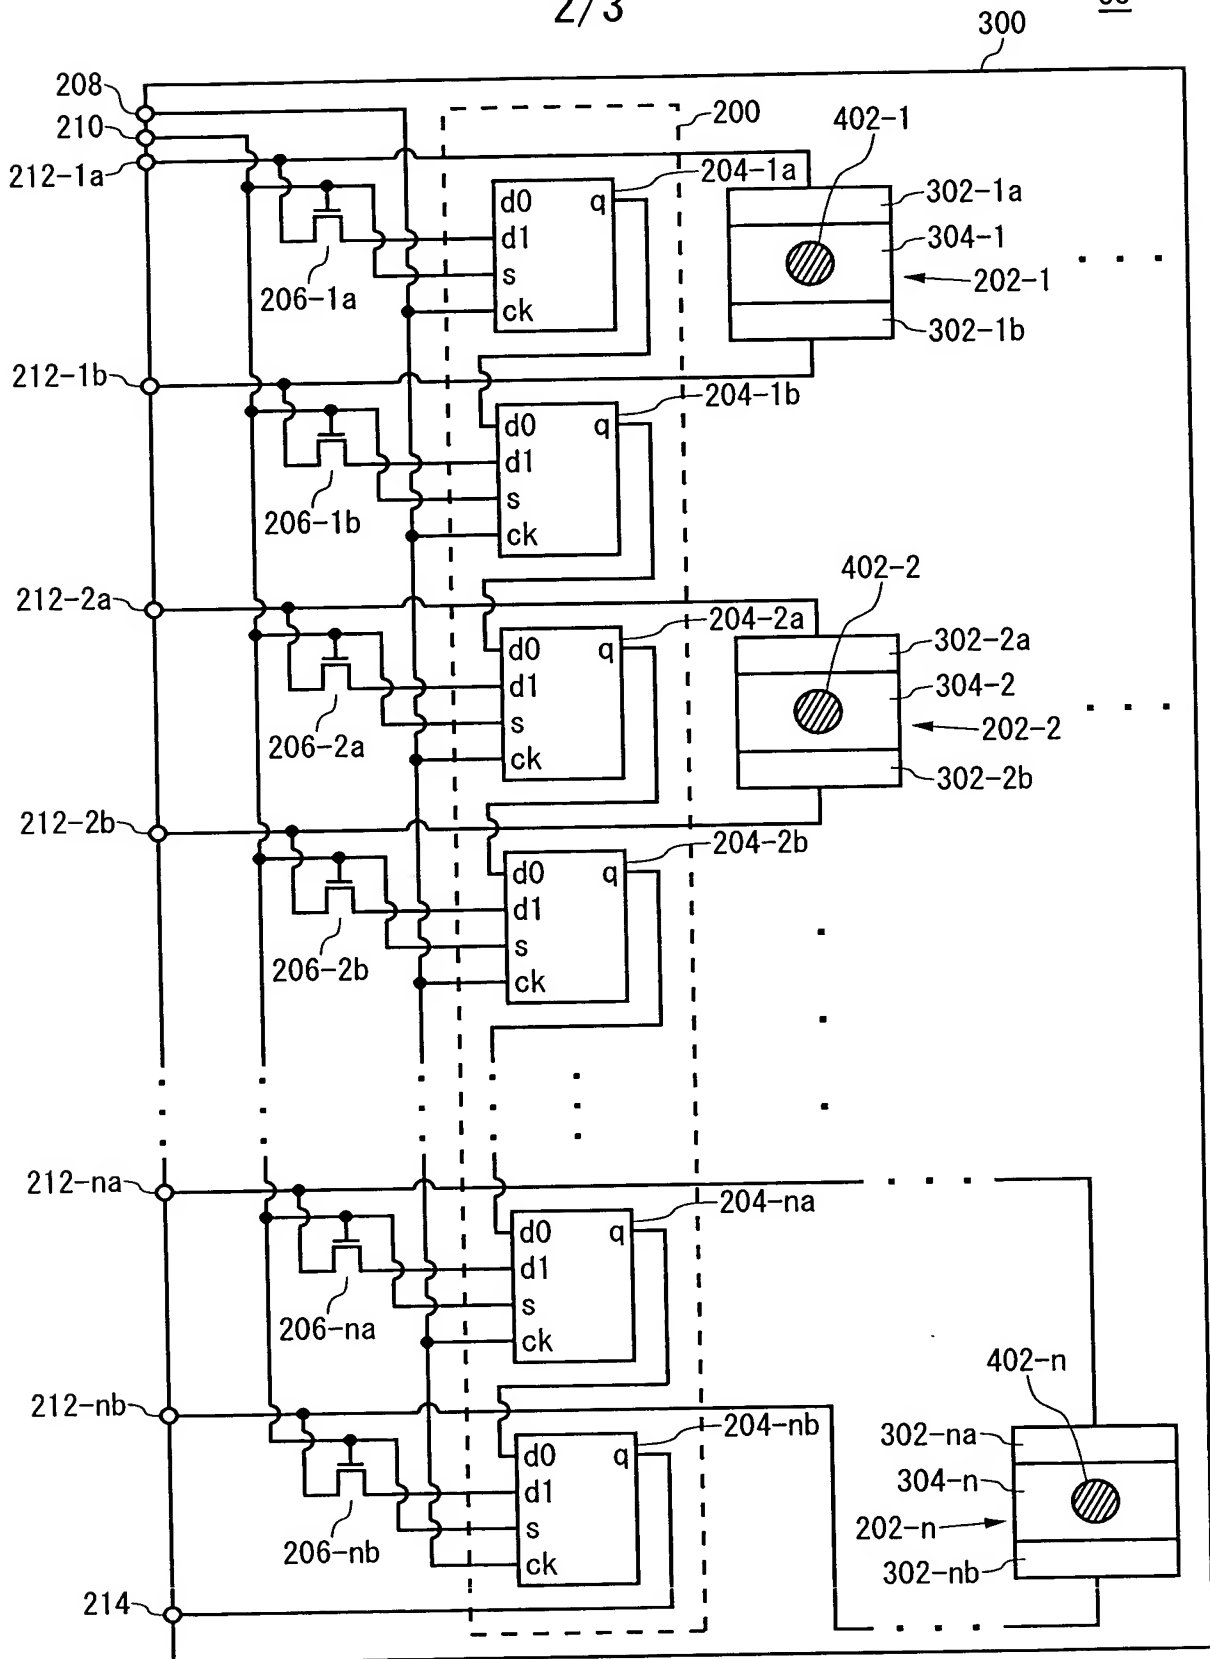 2/3
300
208
210
200
402-1
212-1a
204-1a
d0 q
302-1a
d1
304-1
s
206-1a
202-1
ck
302-1b
212-1b
204-1b
d0 q
d1
s
206-1b
ck
402-2
212-2a
204-2a
d0 q
302-2a
d1
304-2
s
206-2a
202-2
ck
302-2b
212-2b
204-2b
d0 q
d1
s
206-2b
ck
212-na
204-na
d0 q
d1
s
206-na
ck
402-n
212-nb
204-nb
302-na
d0 q
304-n
d1
s
202-n
206-nb
ck
302-nb
214